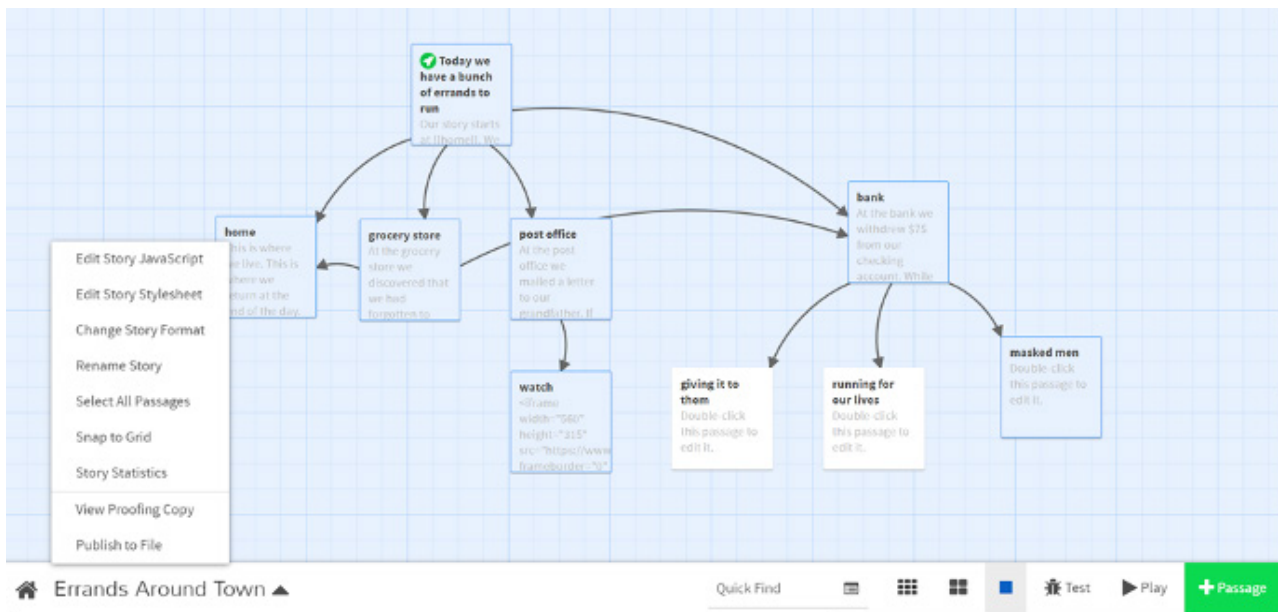 Today we
have a bunch
of errands to
run
Our story starts
at [[home]]. We
home
This is where
we live. This is
where we
return at the
end of the day.
grocery store
At the grocery
store we
discovered that
we had
forgotten to
post office
At the post
office we
mailed a letter
to our
grandfather. If
bank
At the bank we
withdrew $25
from our
checking
account. While
watch
<iframe
width="560"
height="315"
src="https://www
frameborder="0"
giving it to
them
Double-click
this passage to
edit it.
running for
our lives
Double-click
this passage to
edit it.
masked men
Double-click
this passage to
edit it.
Edit Story JavaScript
Edit Story Stylesheet
Change Story Format
Rename Story
Select All Passages
Snap to Grid
Story Statistics
View Proofing Copy
Publish to File
Errands Around Town
Quick Find
Test
Play
+Passage